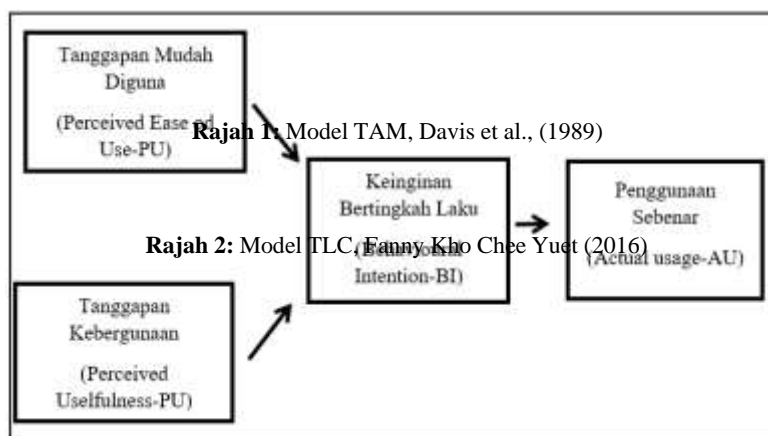 Tanggapan Mudah
Diguna
(Perceived Ease od
Use-PU)
Rajah 1: Model TAM, Davis et al., (1989)
Keinginan
Bertingkah Laku
(Behavioural
Intention-BI)
Penggunaan
Sebenar
(Actual usage-AU)
Rajah 2: Model TLC, Fanny Kho Chee Yuet (2016)
Tanggapan
Kebergunaan
(Perceived
Uselfulness-PU)